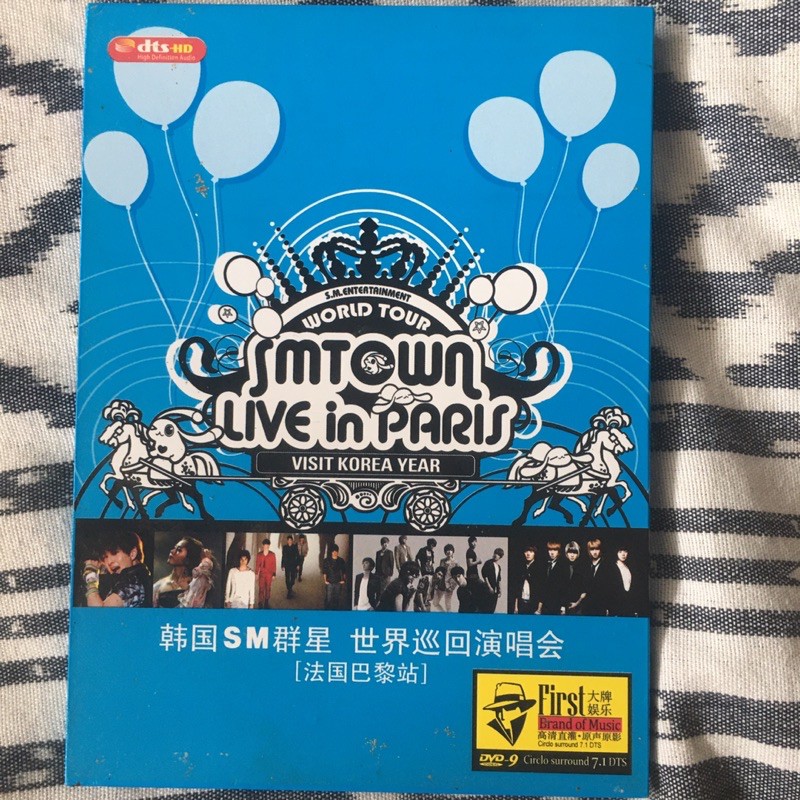 dts-HD
High Definition Audio
S.M.ENTERTAINMENT
WORLD TOUR
SMTOWN
LIVE in PARIS
VISIT KOREA YEAR
韩国SM群星 世界巡回演唱会
[法国巴黎站]
First 大牌
娱乐
Brand of Music
高清直雕·原声原影
Circlo surround 7.1 DTS
DVD-9 Circlo surround 7.1 DTS